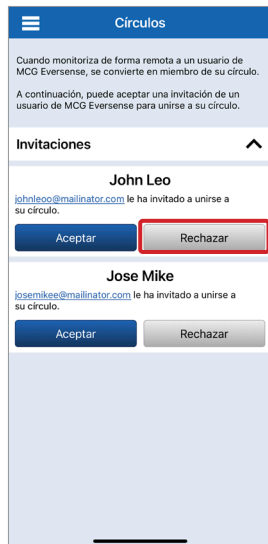 Círculos
Cuando monitoriza de forma remota a un usuario de
MCG Eversense, se convierte en miembro de su círculo.
A continuación, puede aceptar una invitación de un
usuario de MCG Eversense para unirse a su círculo.
Invitaciones
John Leo
johnleoo@mailinator.com le ha invitado a unirse a
su círculo.
Aceptar
Rechazar
Jose Mike
josemikee@mailinator.com le ha invitado a unirse a
su círculo.
Aceptar
Rechazar